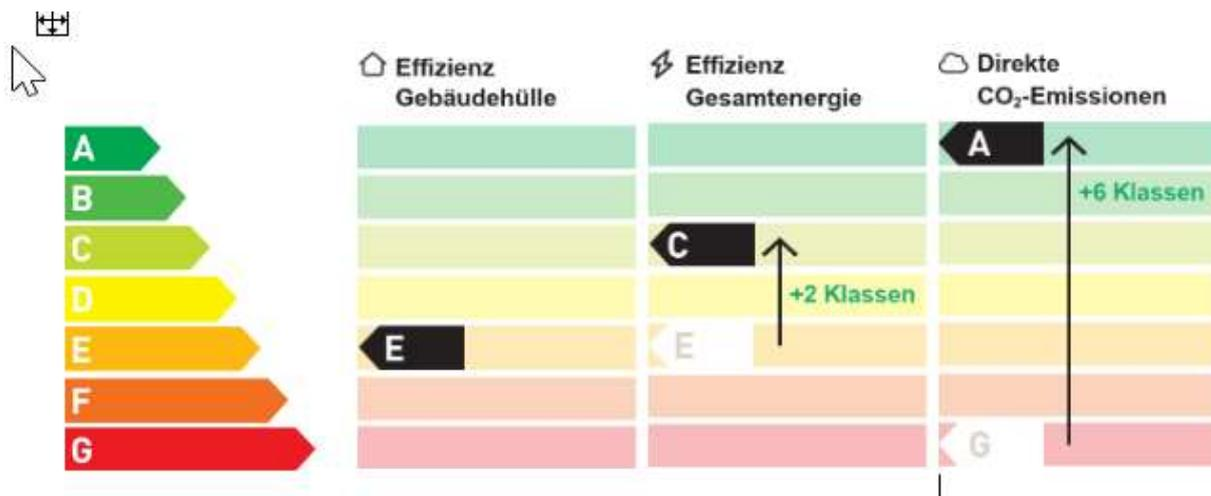 Effizienz
Gebäudehülle
Effizienz
Gesamtenergie
Direkte
CO₂-Emissionen
A
A
B
+6 Klassen
C
C
D
+2 Klassen
E
E
E
F
G
G